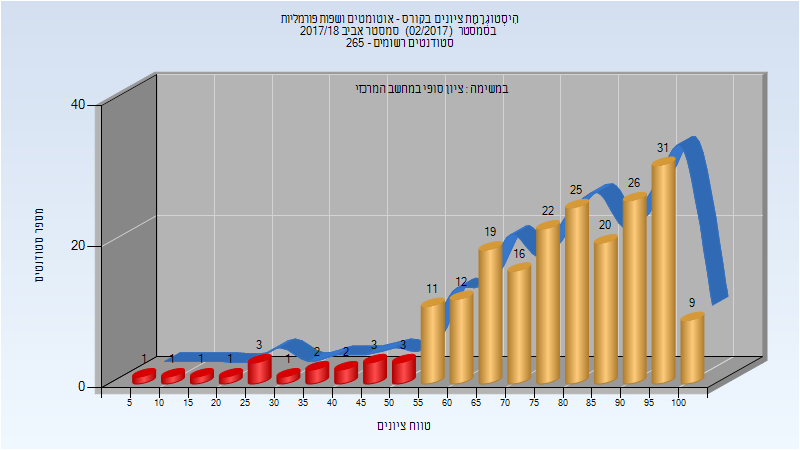 היסטוגרמת ציונים בקורס - אוטומטים ושפות פורמליות
בסמסטר (02/2017) סמסטר אביב 2017/18
סטודנטים רשומים - 265
במשימה : ציון סופי במחשב המרכזי
40
20
0
מספר סטודנטים
1 1 1 1 3 1 2 2 3 3 11 12 19 16 22 25 20 26 31 9
5 10 15 20 25 30 35 40 45 50 55 60 65 70 75 80 85 90 95 100
טווח ציונים